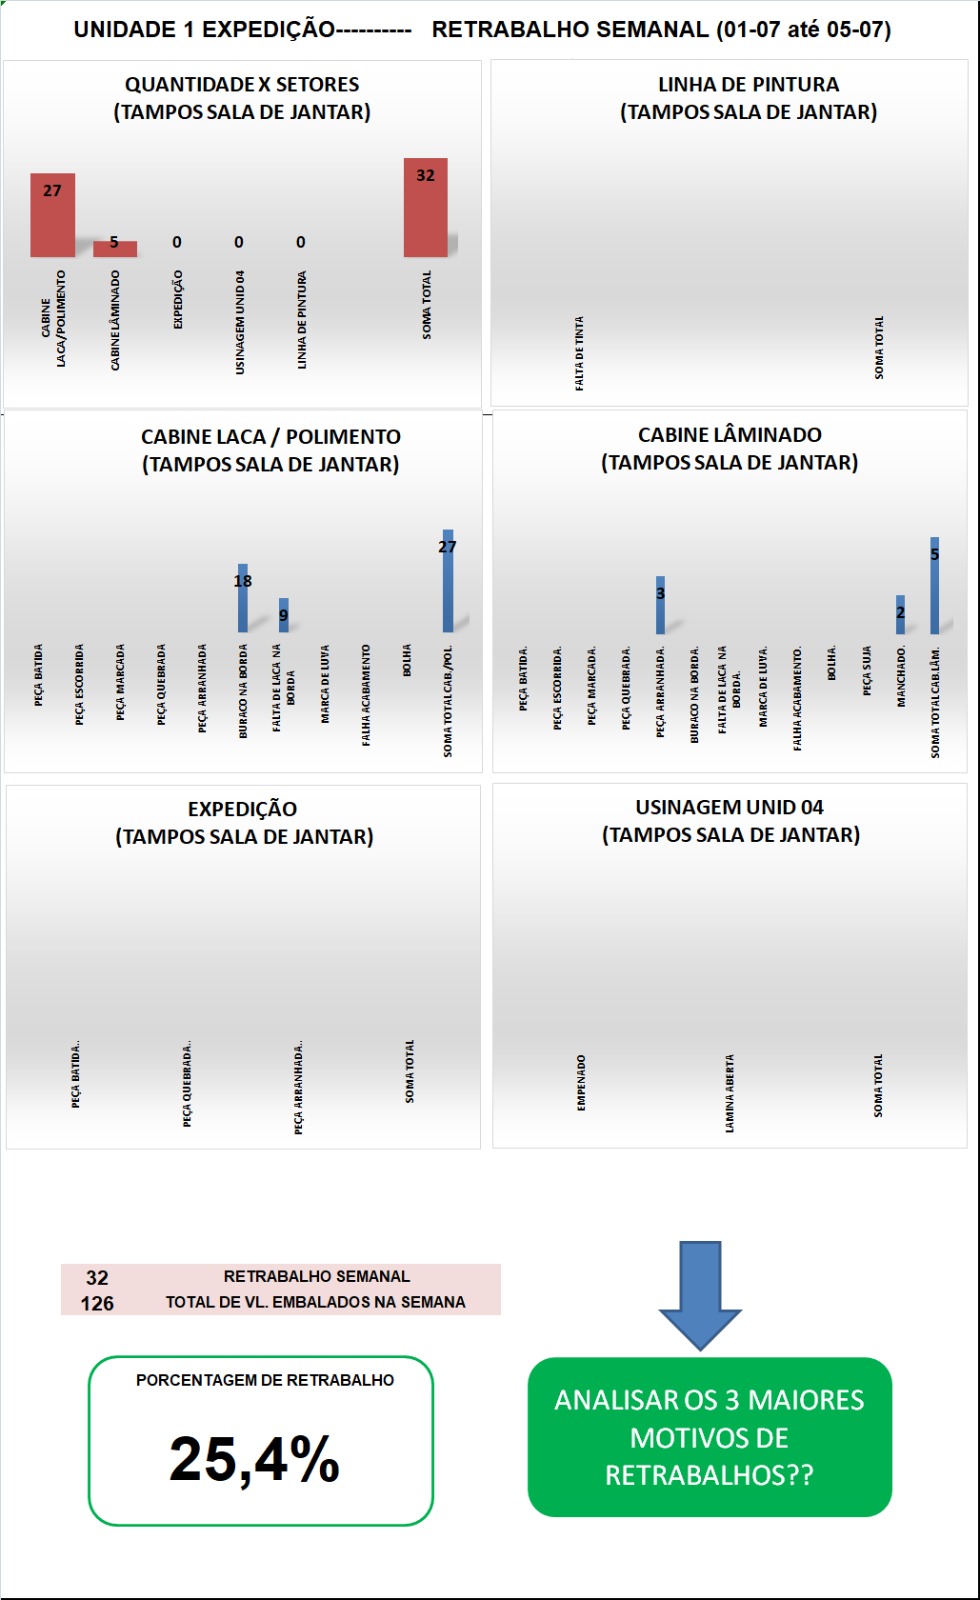 UNIDADE 1 EXPEDIÇÃO---------- RETRABALHO SEMANAL (01-07 até 05-07)
QUANTIDADE X SETORES
(TAMPOS SALA DE JANTAR)
27
5
0
0
0
32
CABINE
LACA/POLIMENTO
CABINE LÂMINADO
EXPEDIÇÃO
USINAGEM UNID 04
LINHA DE PINTURA
SOMA TOTAL
LINHA DE PINTURA
(TAMPOS SALA DE JANTAR)
FALTA DE TINTA
SOMA TOTAL
CABINE LACA / POLIMENTO
(TAMPOS SALA DE JANTAR)
18
9
27
PEÇA BATIDA
PEÇA ESCORRIDA
PEÇA MARCADA
PEÇA QUEBRADA
PEÇA ARRANHADA
BURACO NA BORDA
FALTA DE LACA NA
BORDA
MARCA DE LUVA
FALHA ACABAMENTO
BOLHA
SOMA TOTAL CAB./POL.
CABINE LÂMINADO
(TAMPOS SALA DE JANTAR)
3
2
5
PEÇA BATIDA.
PEÇA ESCORRIDA.
PEÇA MARCADA.
PEÇA QUEBRADA.
PEÇA ARRANHADA.
BURACO NA BORDA.
FALTA DE LACA NA
BORDA.
MARCA DE LUVA.
FALHA ACABAMENTO.
BOLHA.
PEÇA SUJA
MANCHADO.
SOMA TOTAL CAB.LÂM.
EXPEDIÇÃO
(TAMPOS SALA DE JANTAR)
PEÇA BATIDA..
PEÇA QUEBRADA..
PEÇA ARRANHADA..
SOMA TOTAL
USINAGEM UNID 04
(TAMPOS SALA DE JANTAR)
EMPENADO
LAMINA ABERTA
SOMA TOTAL
32 RETRABALHO SEMANAL
126 TOTAL DE VL. EMBALADOS NA SEMANA
PORCENTAGEM DE RETRABALHO
25,4%
ANALISAR OS 3 MAIORES
MOTIVOS DE
RETRABALHOS??